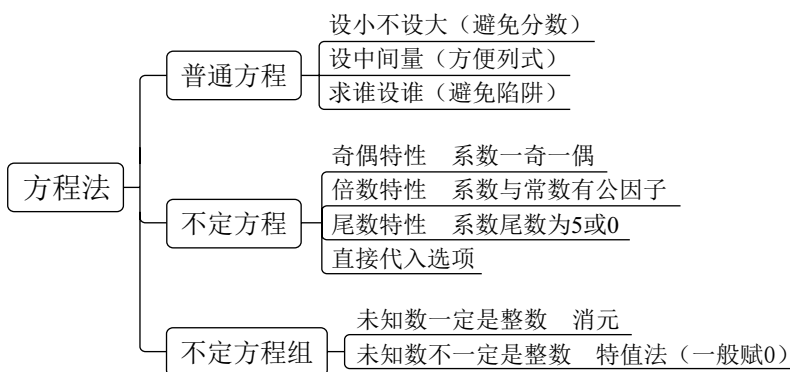 设小不设大（避免分数）
普通方程
设中间量（方便列式）
求谁设谁（避免陷阱）
方程法
奇偶特性　系数一奇一偶
倍数特性　系数与常数有公因子
不定方程
尾数特性　系数尾数为5或0
直接代入选项
未知数一定是整数　消元
不定方程组
未知数不一定是整数　特值法（一般赋0）